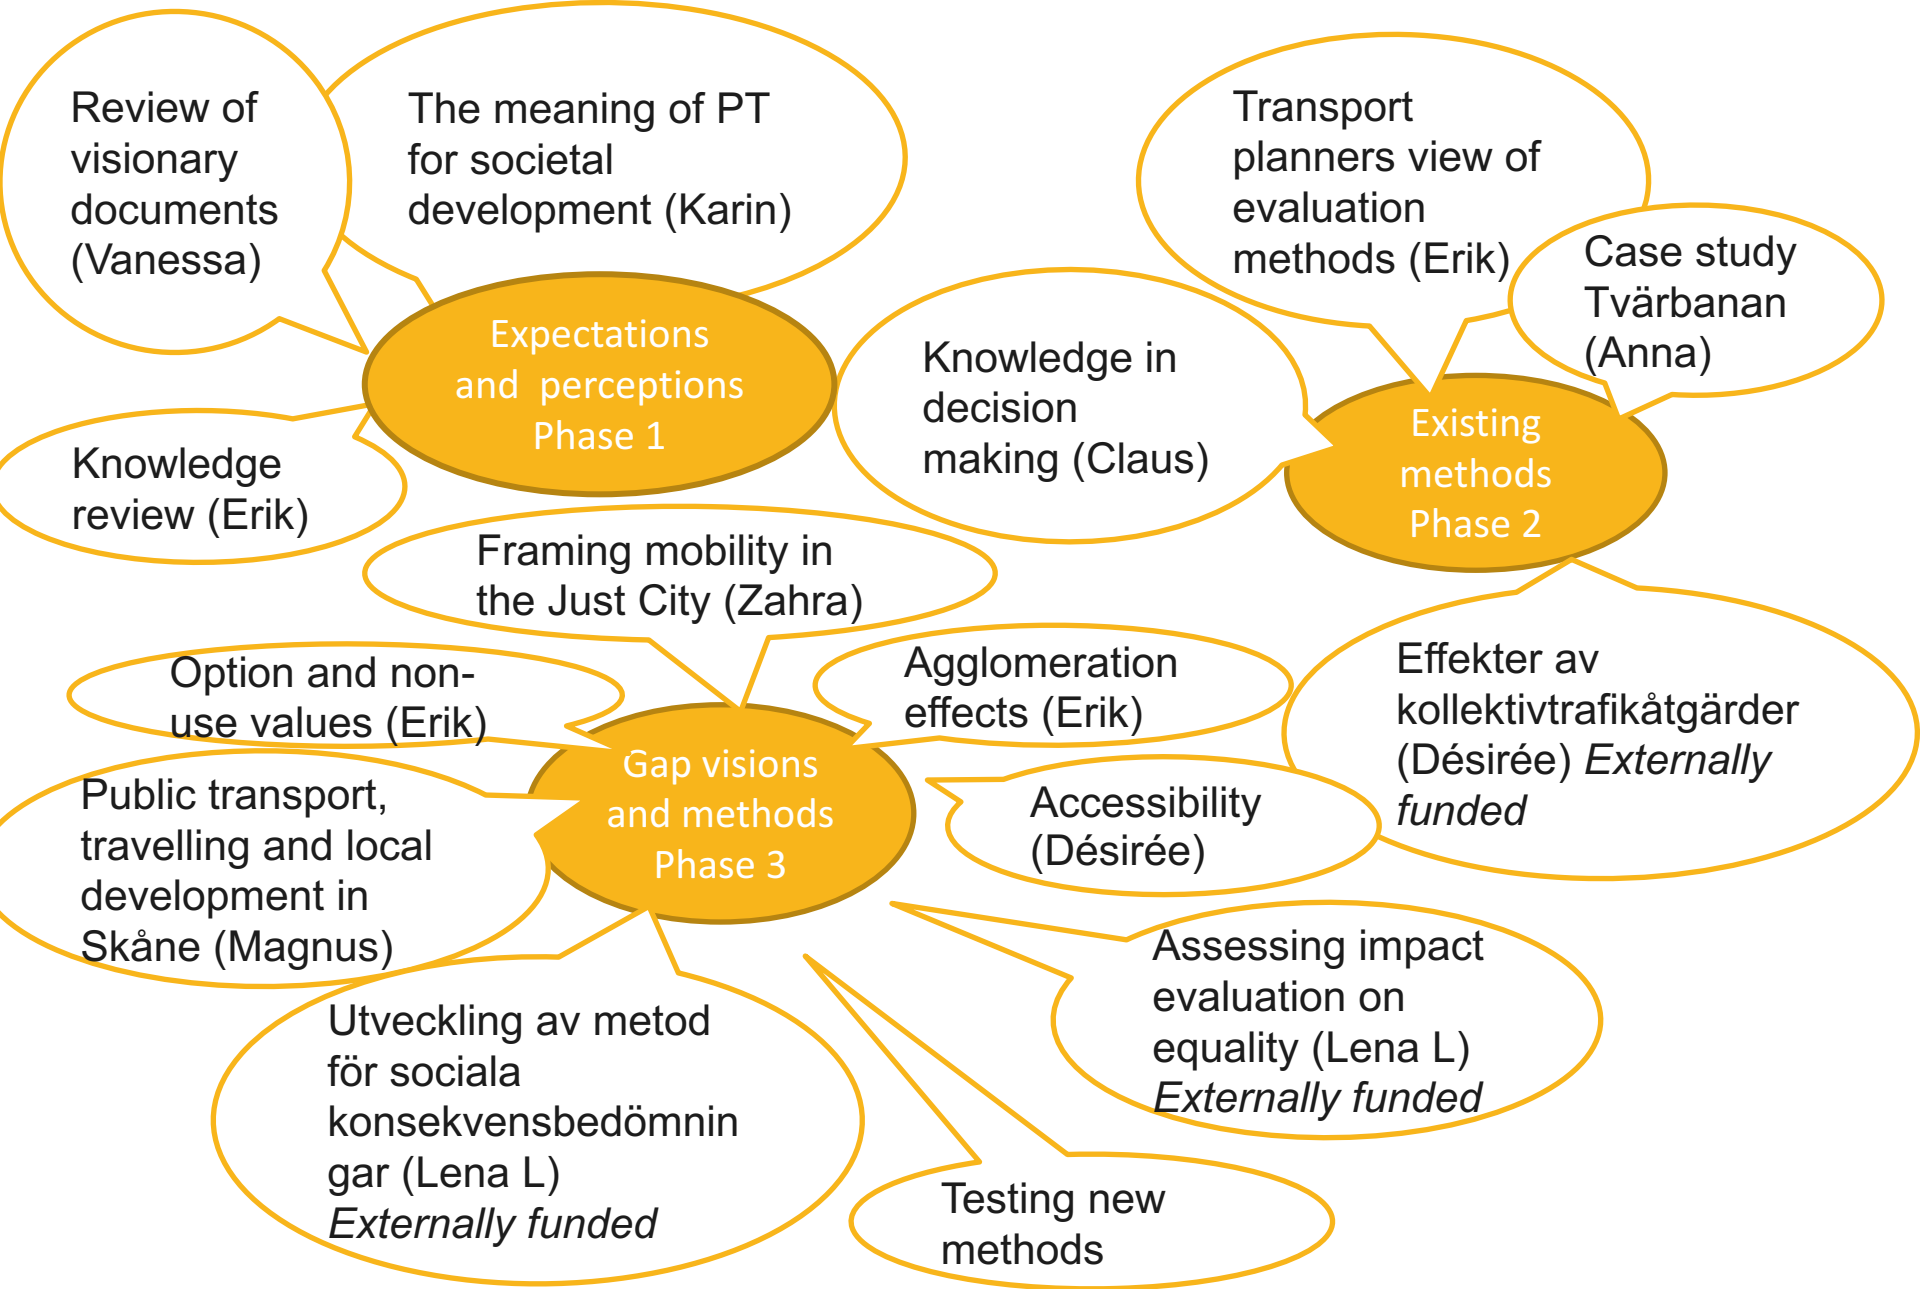 Review of
visionary
documents
(Vanessa)
The meaning of PT
for societal
development (Karin)
Transport
planners view of
evaluation
methods (Erik)
Case study
Tvärbanan
(Anna)
Expectations
and  perceptions
Phase 1
Knowledge in
decision
making (Claus)
Existing
methods
Phase 2
Knowledge
review (Erik)
Framing mobility in
the Just City (Zahra)
Option and non-
use values (Erik)
Agglomeration
effects (Erik)
Effekter av
kollektivtrafikåtgärder
(Désirée) Externally
funded
Gap visions
and methods
Phase 3
Public transport,
travelling and local
development in
Skåne (Magnus)
Accessibility
(Désirée)
Assessing impact
evaluation on
equality (Lena L)
Externally funded
Utveckling av metod
för sociala
konsekvensbedömnin
gar (Lena L)
Externally funded
Testing new
methods